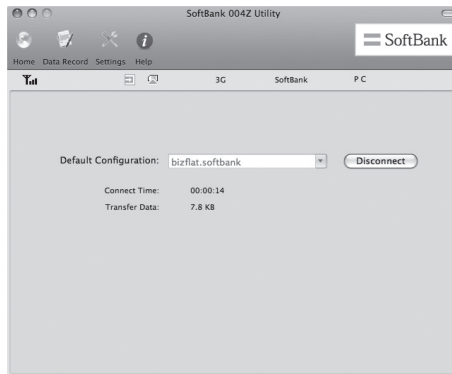 SoftBank 004Z Utility
SoftBank
Home Data Record Settings Help
3G SoftBank P C
Default Configuration: bizflat.softbank Disconnect
Connect Time: 00:00:14
Transfer Data: 7.8 KB